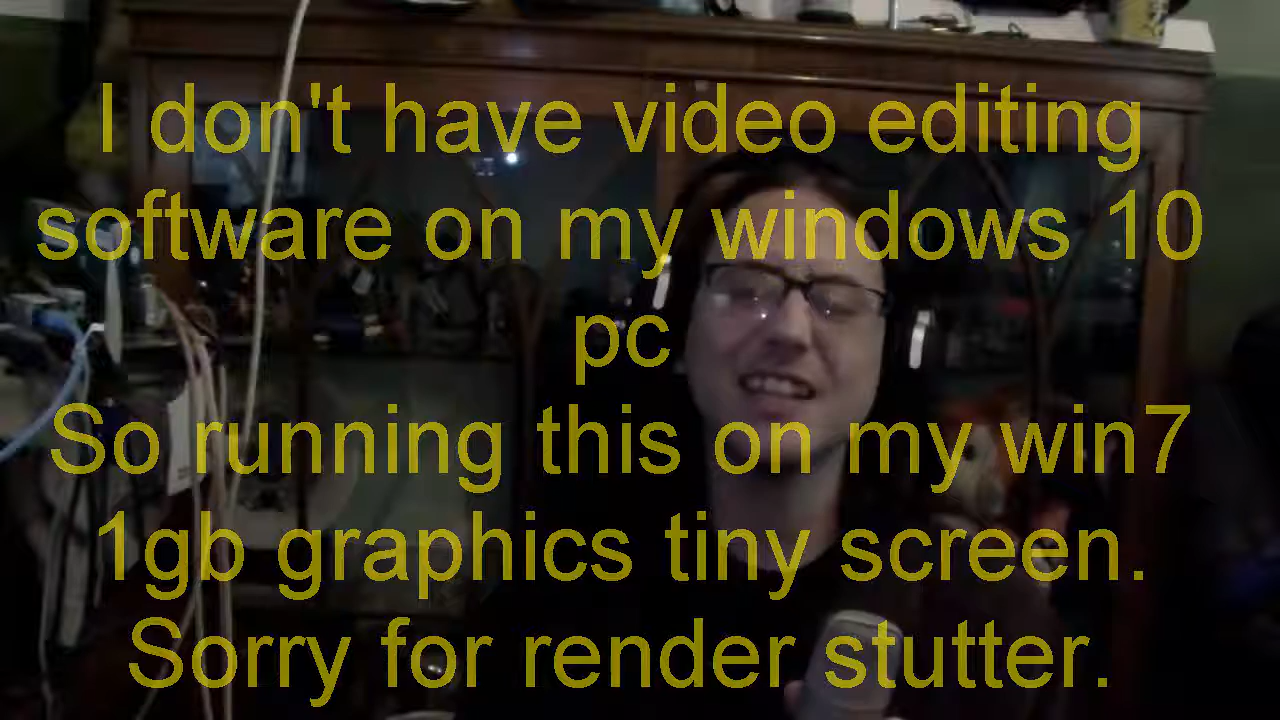 I don't have video editing
software on my windows 10
pc
So running this on my win7
1gb graphics tiny screen.
Sorry for render stutter.